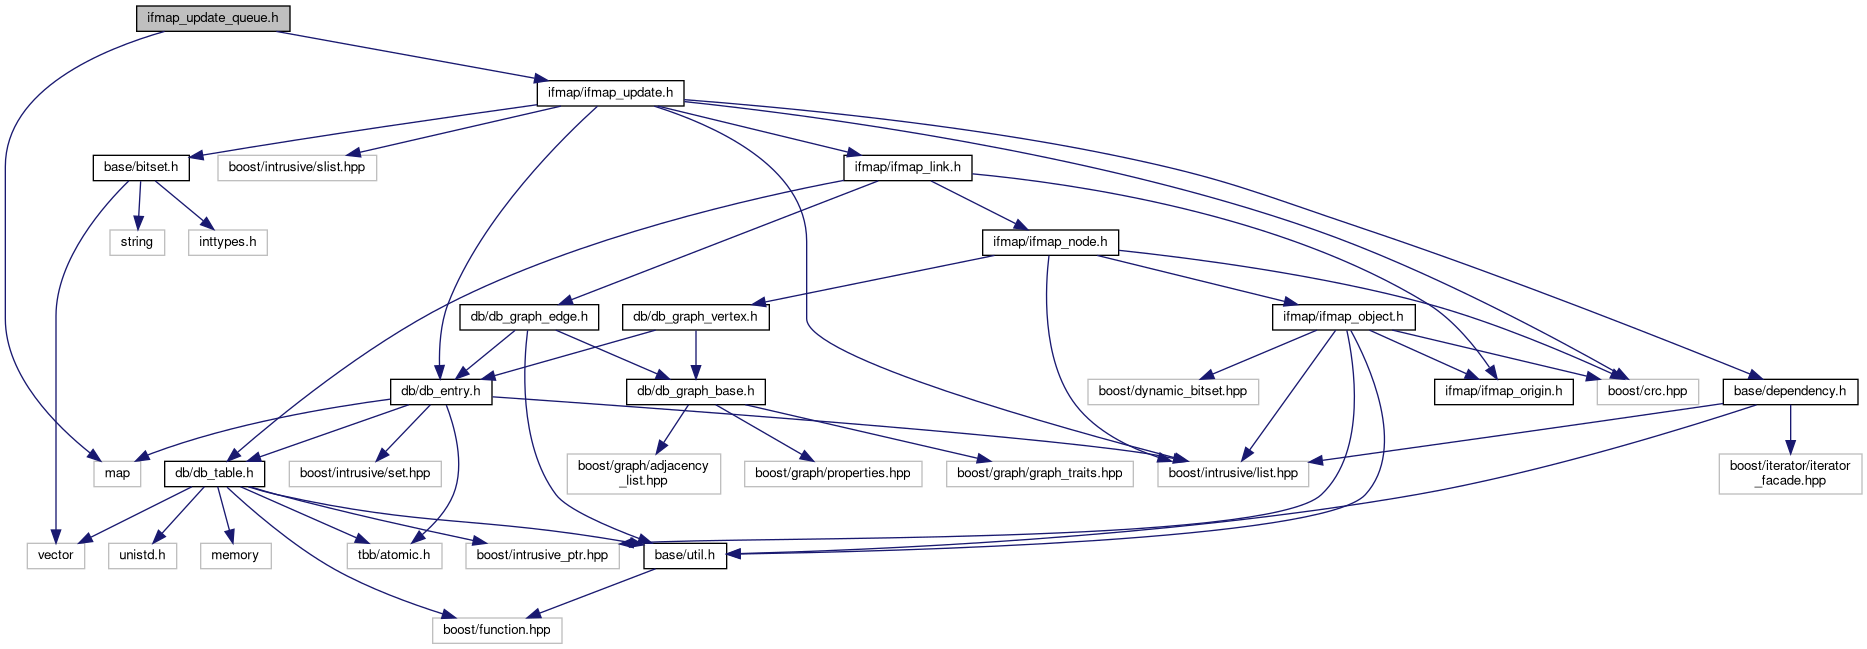 ifmap_update_queue.h
ifmap/ifmap_update.h
base/bitset.h
boost/intrusive/slist.hpp
ifmap/ifmap_link.h
string
inttypes.h
ifmap/ifmap_node.h
db/db_graph_edge.h
db/db_graph_vertex.h
ifmap/ifmap_object.h
db/db_entry.h
db/db_graph_base.h
boost/dynamic_bitset.hpp
ifmap/ifmap_origin.h
boost/crc.hpp
base/dependency.h
map
db/db_table.h
boost/intrusive/set.hpp
boost/graph/adjacency
_list.hpp
boost/graph/properties.hpp
boost/graph/graph_traits.hpp
boost/intrusive/list.hpp
boost/iterator/iterator
_facade.hpp
vector
unistd.h
memory
tbb/atomic.h
boost/intrusive_ptr.hpp
base/util.h
boost/function.hpp